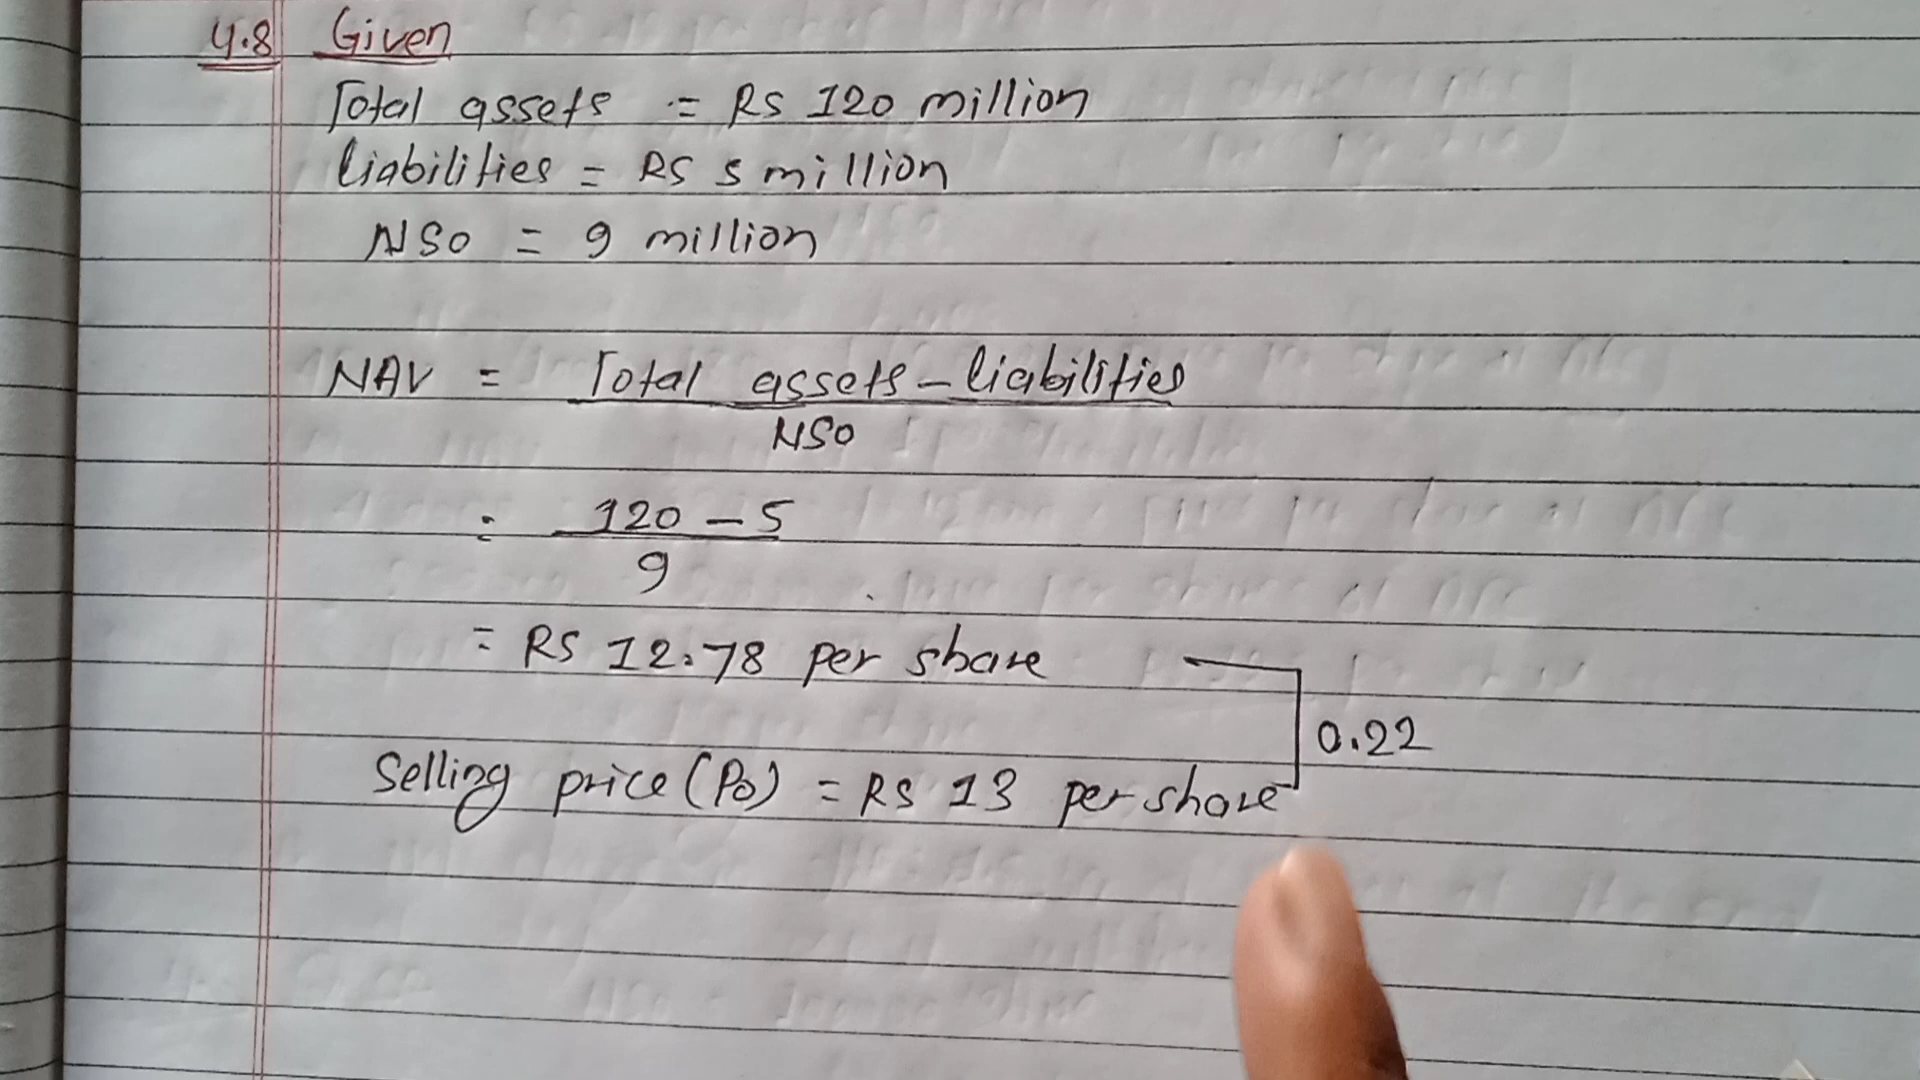 4.8 Given
Total assets = RS 120 million
liabilities = RS 5 million
NSO = 9 million
NAV = Total assets - liabilities
NSO
= 120 - 5
9
= RS 12.78 per share
0.22
Selling price (P0) = RS 13 per share